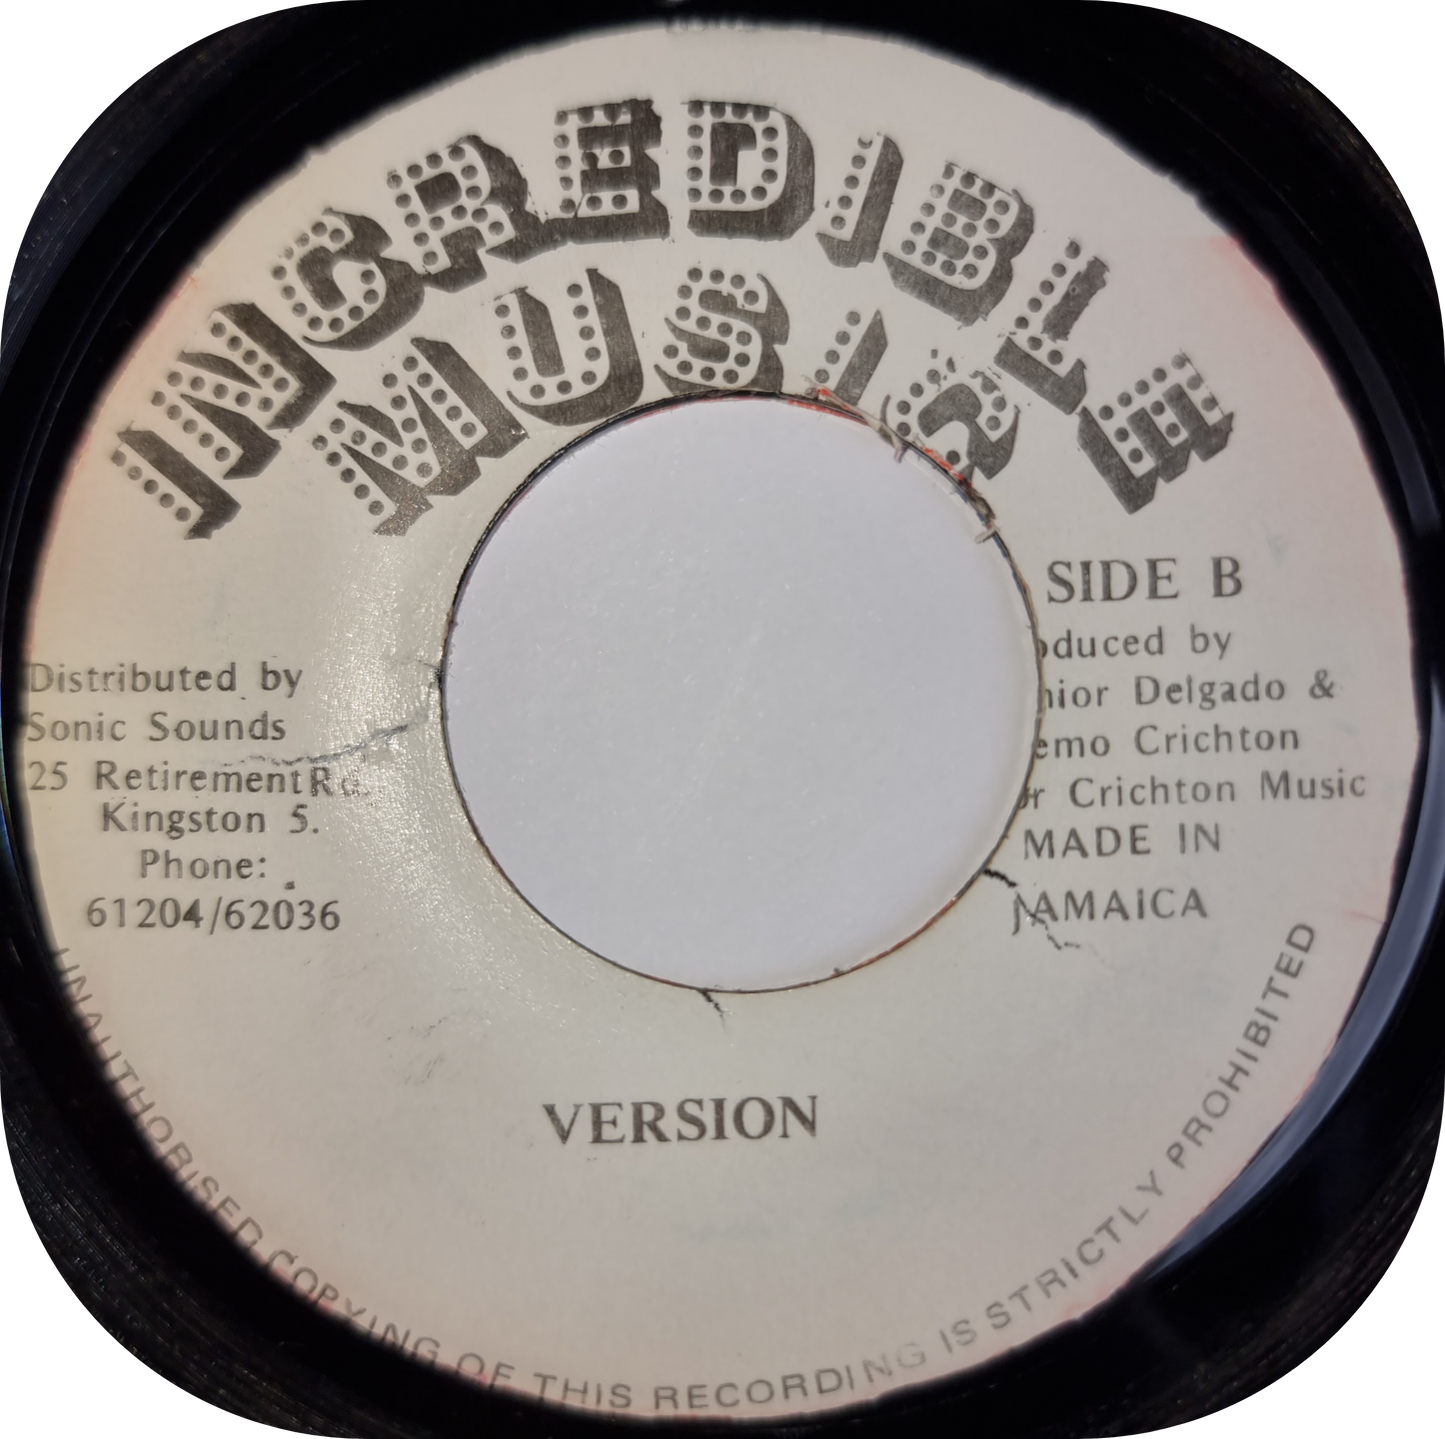 INCREDIBLE
MUSIC
SIDE B
oduced by
nior Delgado &
emo Crichton
r Crichton Music
MADE IN
JAMAICA
Distributed by
Sonic Sounds
25 Retirement Rd.
Kingston 5.
Phone:
61204/62036
VERSION
UNAUTHORISED COPYING OF THIS RECORDING IS STRICTLY PROHIBITED